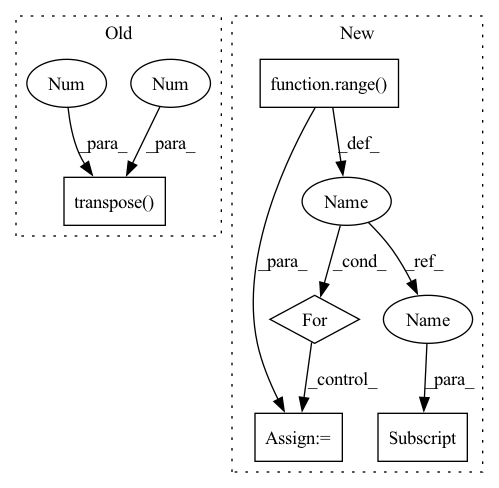 Old
New
Num
Num
function.range()
_para_
_para_
_def_
transpose()
Name
_para_
_cond_
_ref_
For
Name
_control_
_para_
Assign:=
Subscript